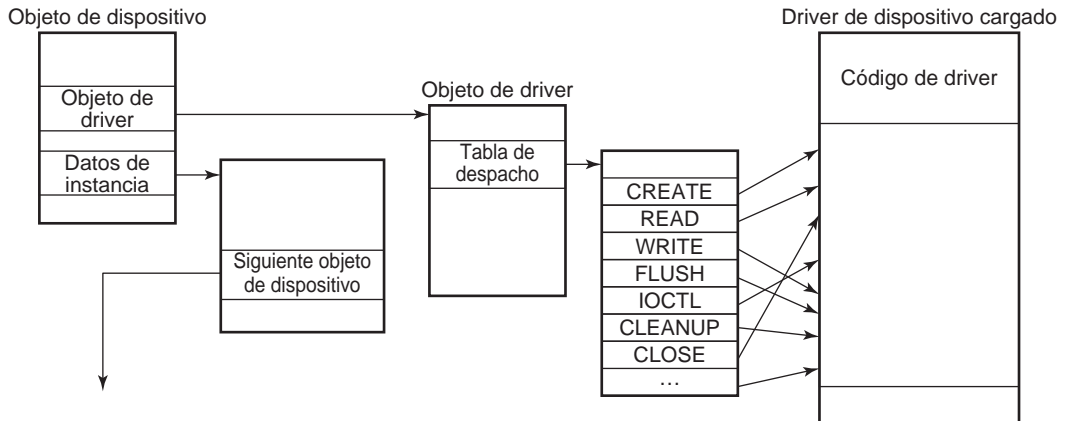 Objeto de dispositivo
Objeto de
driver
Datos de
instancia
Siguiente objeto
de dispositivo
Objeto de driver
Tabla de
despacho
CREATE
READ
WRITE
FLUSH
IOCTL
CLEANUP
CLOSE
…
Driver de dispositivo cargado
Código de driver